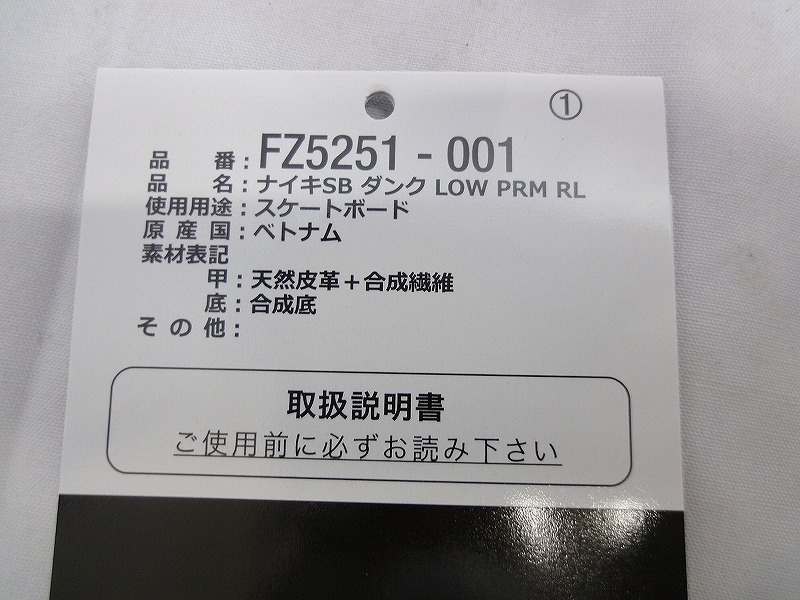 ①
品 番：FZ5251 - 001
品 名：ナイキSB ダンク LOW PRM RL
使用用途：スケートボード
原産国：ベトナム
素材表記
甲：天然皮革＋合成繊維
底：合成底
その他：
取扱説明書
ご使用前に必ずお読み下さい